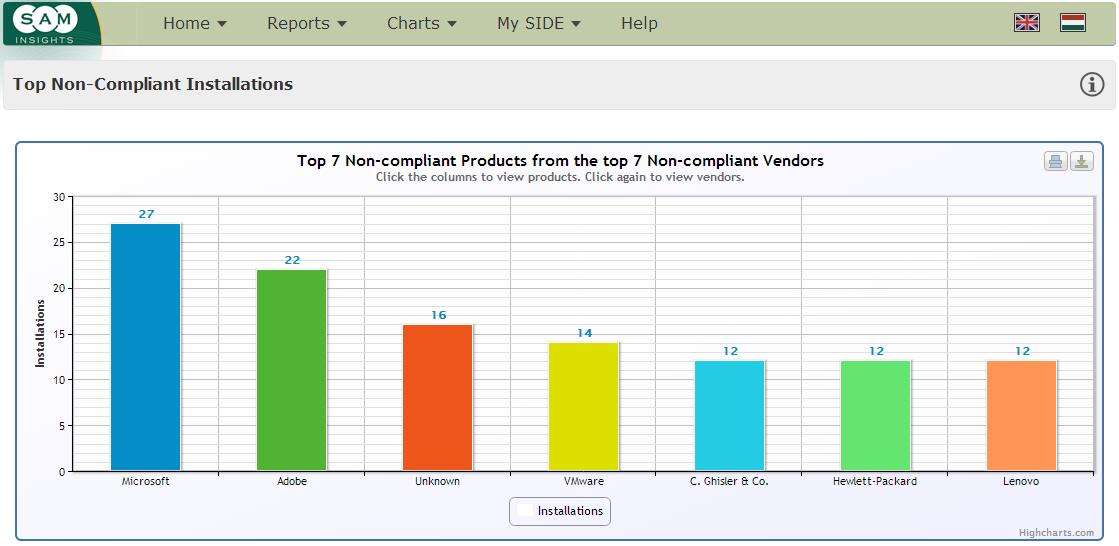 SAM
INSIGHTS
Home Reports Charts My SIDE Help
Top Non-Compliant Installations
i
Top 7 Non-compliant Products from the top 7 Non-compliant Vendors
Click the columns to view products. Click again to view vendors.
Installations
30
25
20
15
10
5
0
27
22
16
14
12
12
12
Microsoft Adobe Unknown VMware C. Ghisler & Co. Hewlett-Packard Lenovo
Installations
Highcharts.com